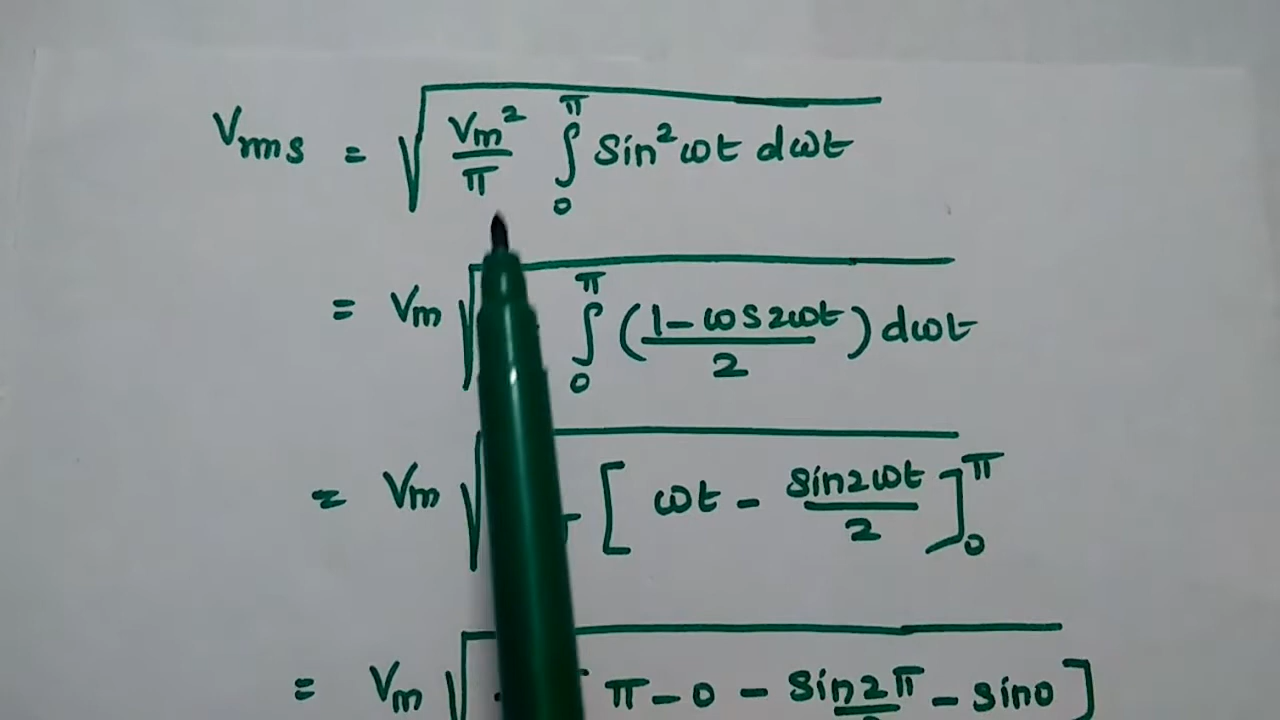 Vrms = √ Vm²/π ∫₀^π sin²ωt dωt
= Vm √ ∫₀^π (1-cos2ωt/2) dωt
= Vm √ [ ωt - sin2ωt/2 ]₀^π
= Vm √ π-0 - sin2π - sin0 ]